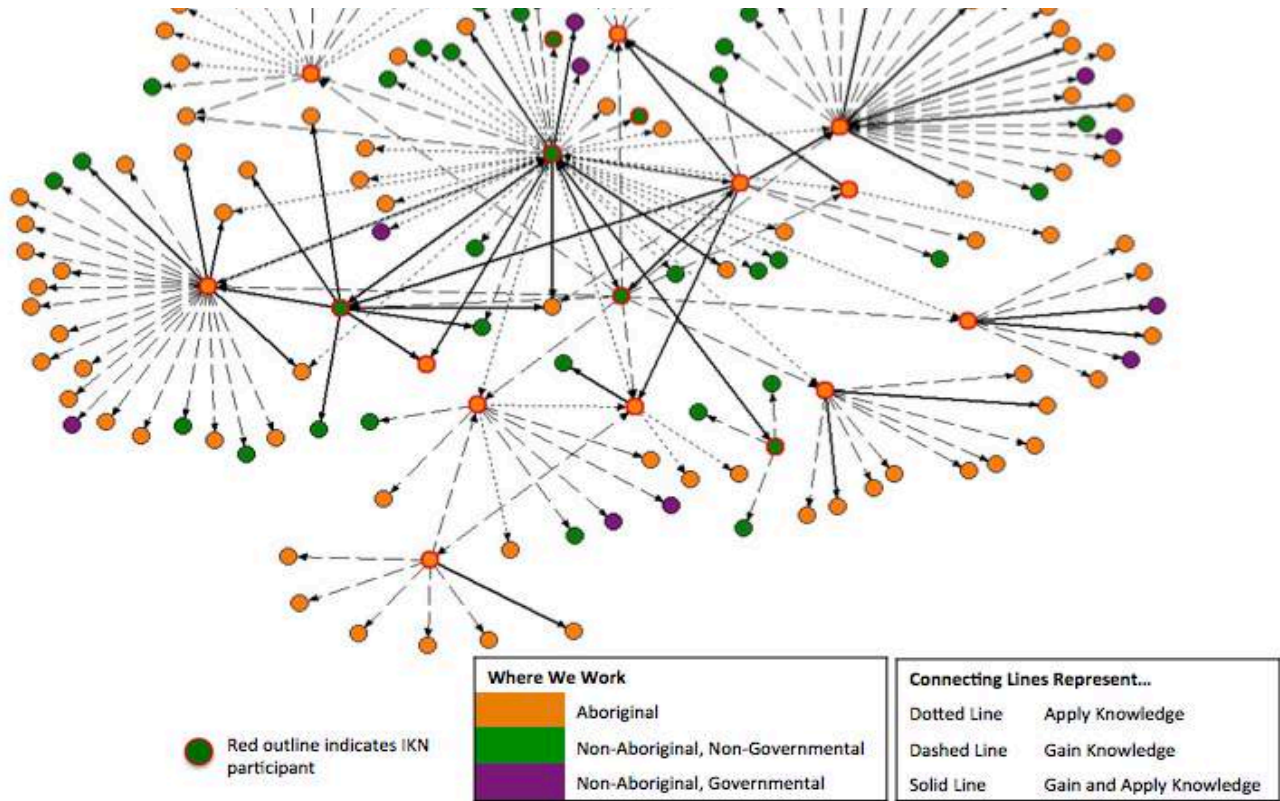 Where We Work
Aboriginal
Non-Aboriginal, Non-Governmental
Non-Aboriginal, Governmental
Connecting Lines Represent...
Dotted Line Apply Knowledge
Dashed Line Gain Knowledge
Solid Line Gain and Apply Knowledge
Red outline indicates IKN
participant